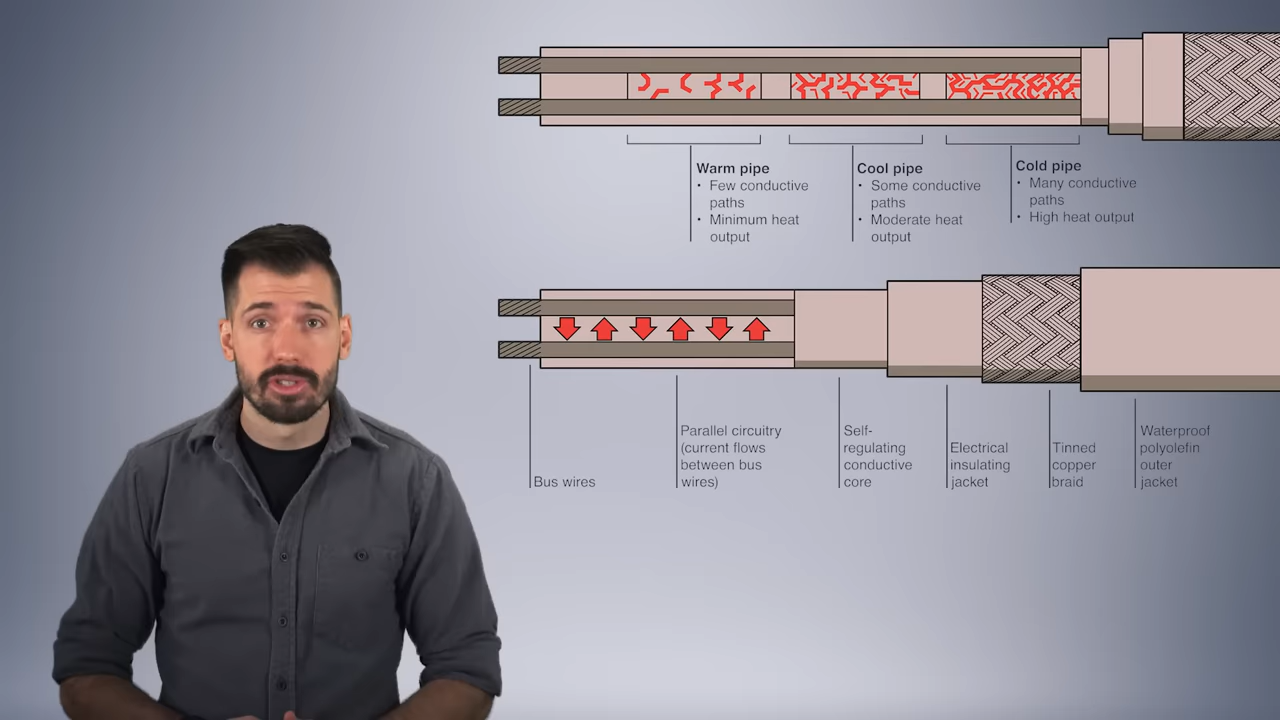 Warm pipe
• Few conductive
paths
• Minimum heat
output
Cool pipe
• Some conductive
paths
• Moderate heat
output
Cold pipe
• Many conductive
paths
• High heat output
Bus wires
Parallel circuitry
(current flows
between bus
wires)
Self-
regulating
conductive
core
Electrical
insulating
jacket
Tinned
copper
braid
Waterproof
polyolefin
outer
jacket